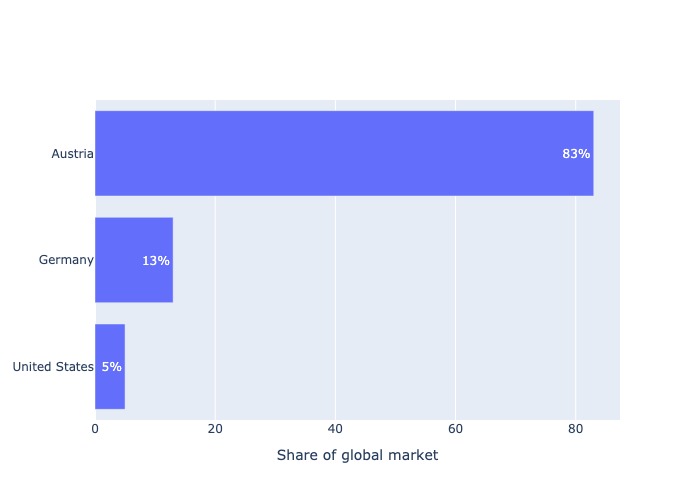 Austria 83%
Germany 13%
United States 5%
0 20 40 60 80
Share of global market